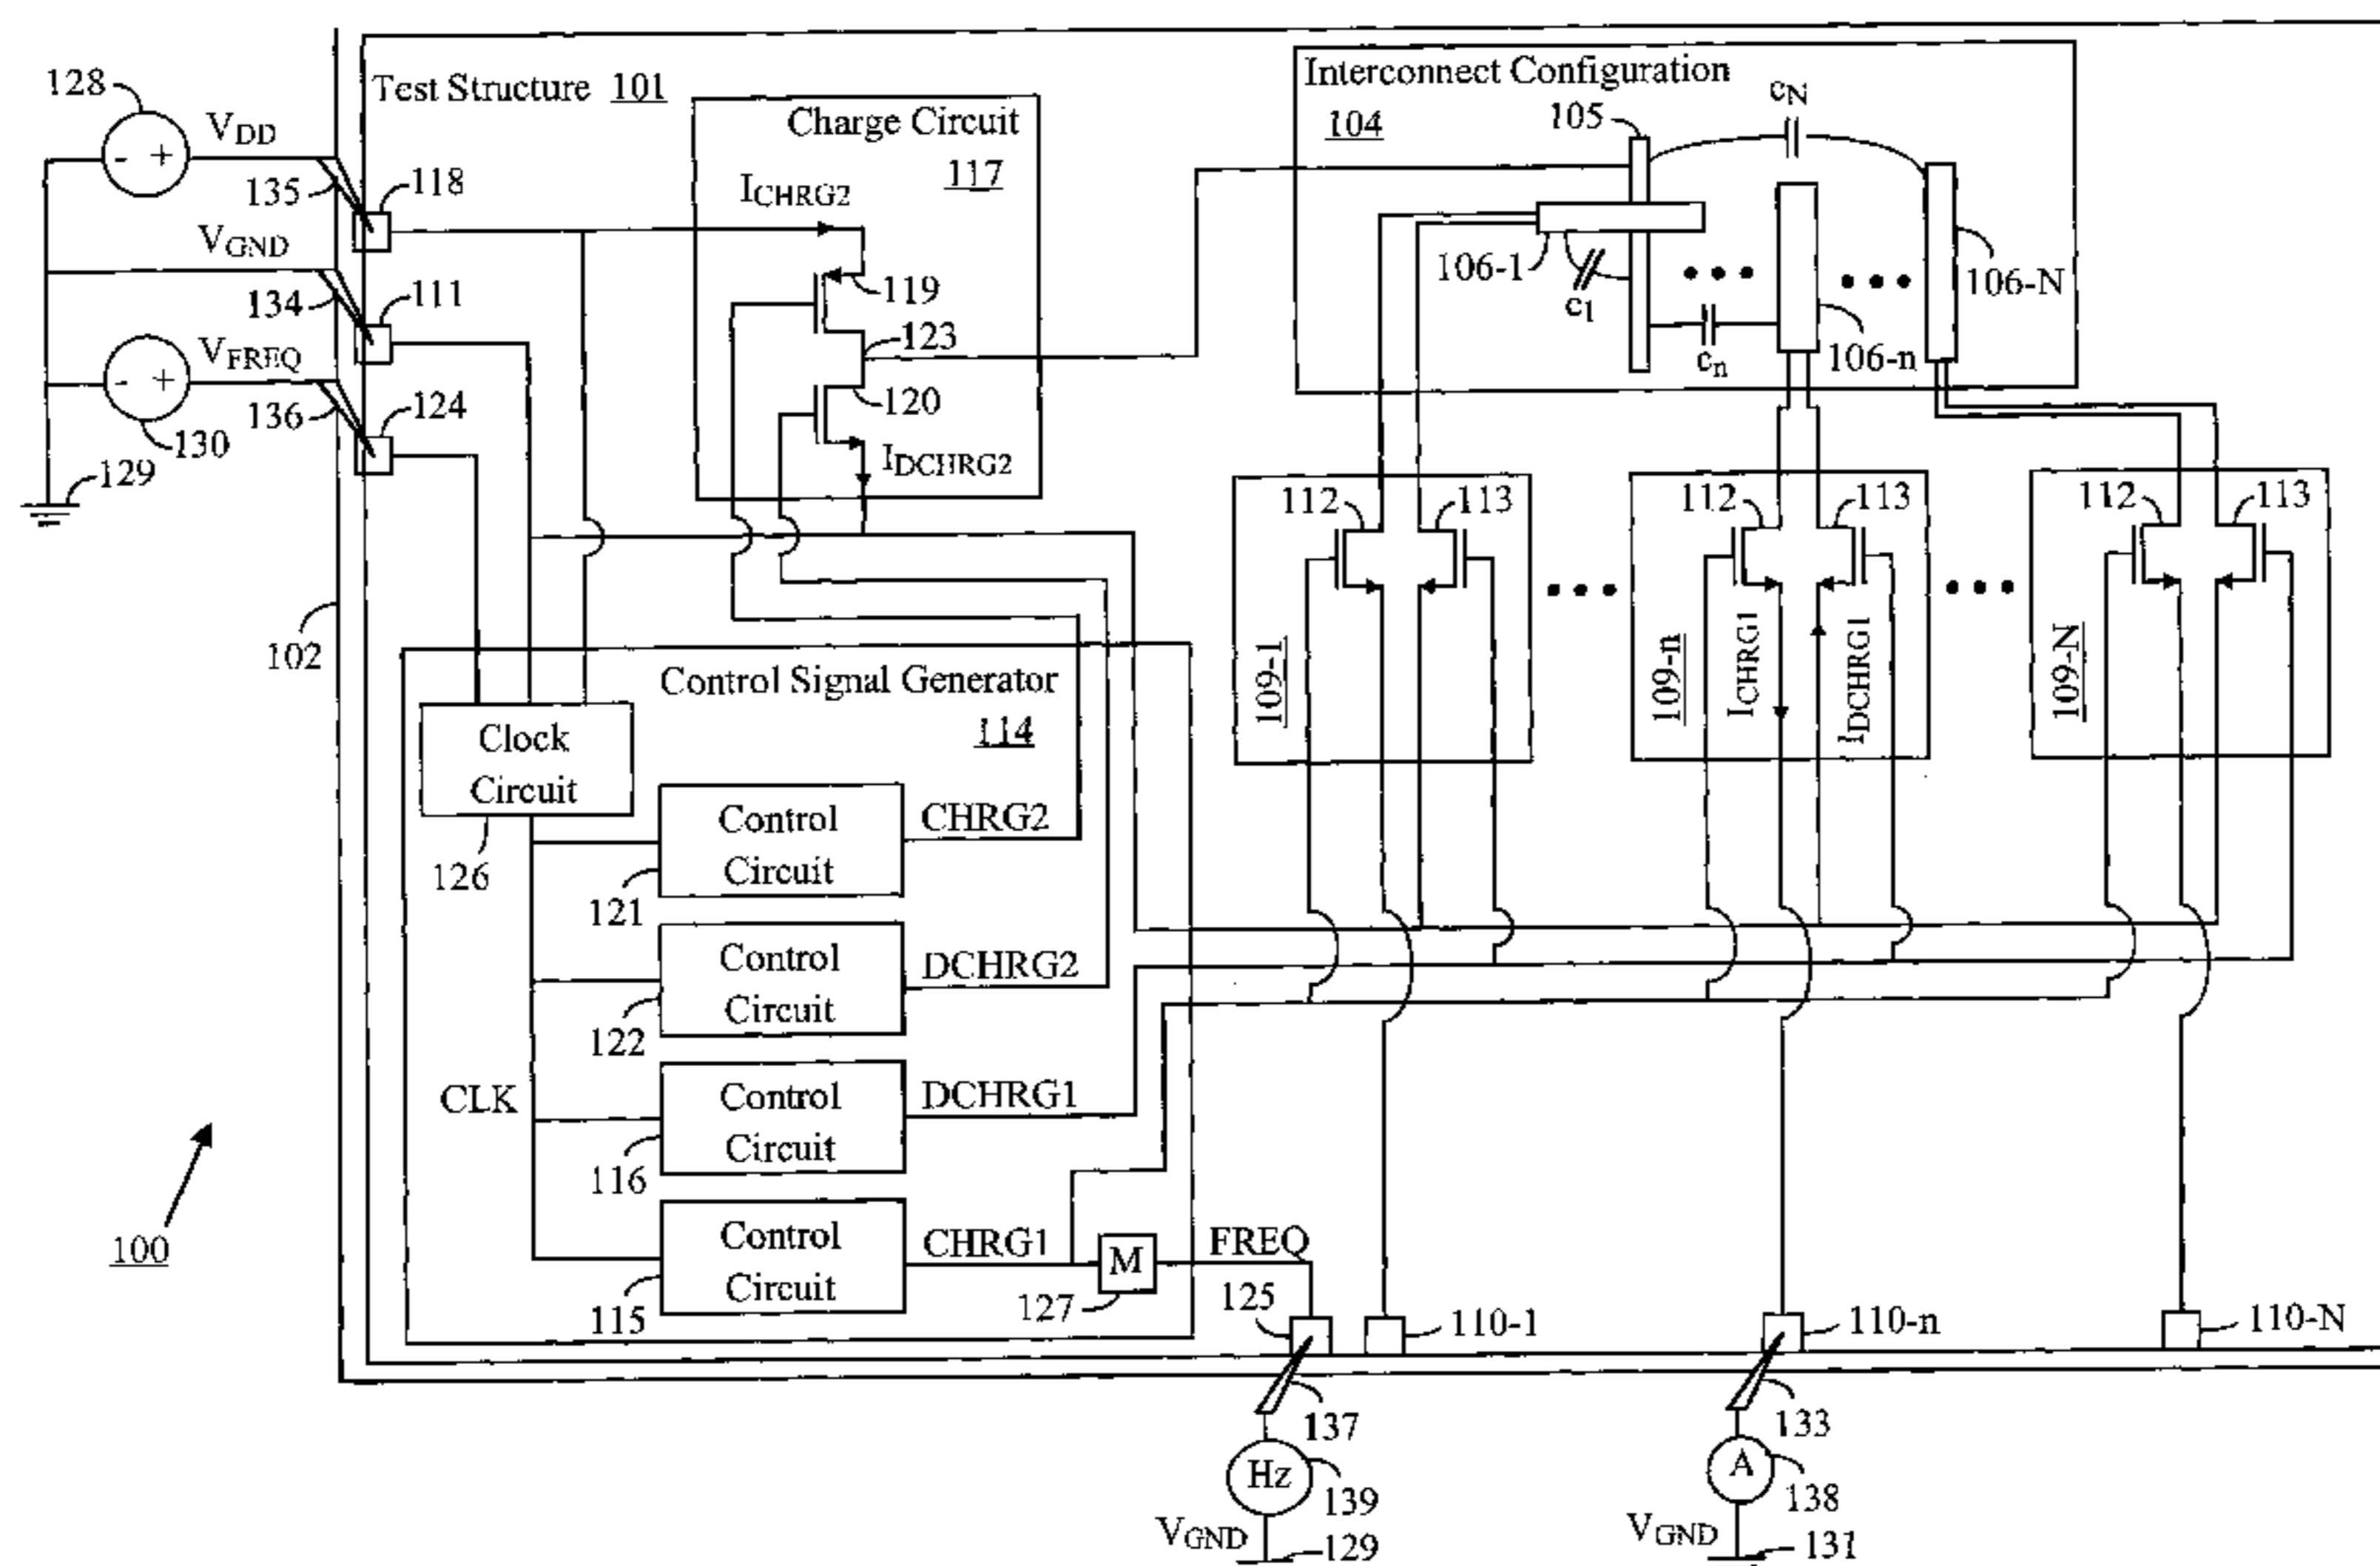 Test Structure 101
Interconnect Configuration
104
128
VDD
- +
135
118
VGND
134
111
VFREQ
- +
136
124
130
129
102
Charge Circuit
117
ICHRG2
119
123
120
IDCHRG2
105
cN
106-1
c1
cn
106-n
106-N
112
113
109-1
112
113
109-n
ICHRG1
IDCHRG1
112
113
109-N
Control Signal Generator
114
Clock
Circuit
126
Control
Circuit
CHRG2
121
Control
Circuit
DCHRG2
122
CLK
Control
Circuit
DCHRG1
116
Control
Circuit
CHRG1
115
M
127
FREQ
125
110-1
110-n
110-N
100
137
Hz
139
VGND
129
133
A
138
VGND
131